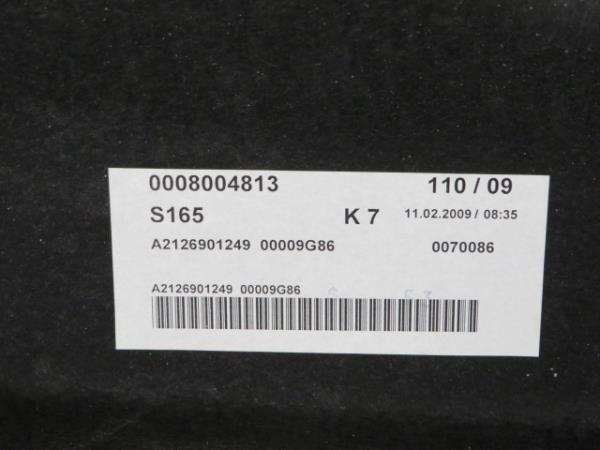 0008004813 110 / 09
S165 K 7 11.02.2009 / 08:35
A2126901249 00009G86 0070086
A2126901249 00009G86